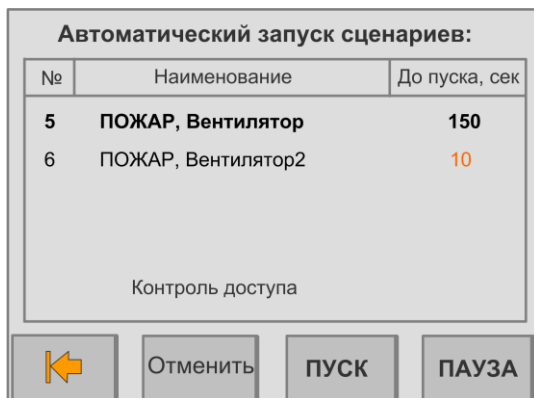 Автоматический запуск сценариев:
№ Наименование До пуска, сек
5 ПОЖАР, Вентилятор 150
6 ПОЖАР, Вентилятор2 10
Контроль доступа
Отменить ПУСК ПАУЗА